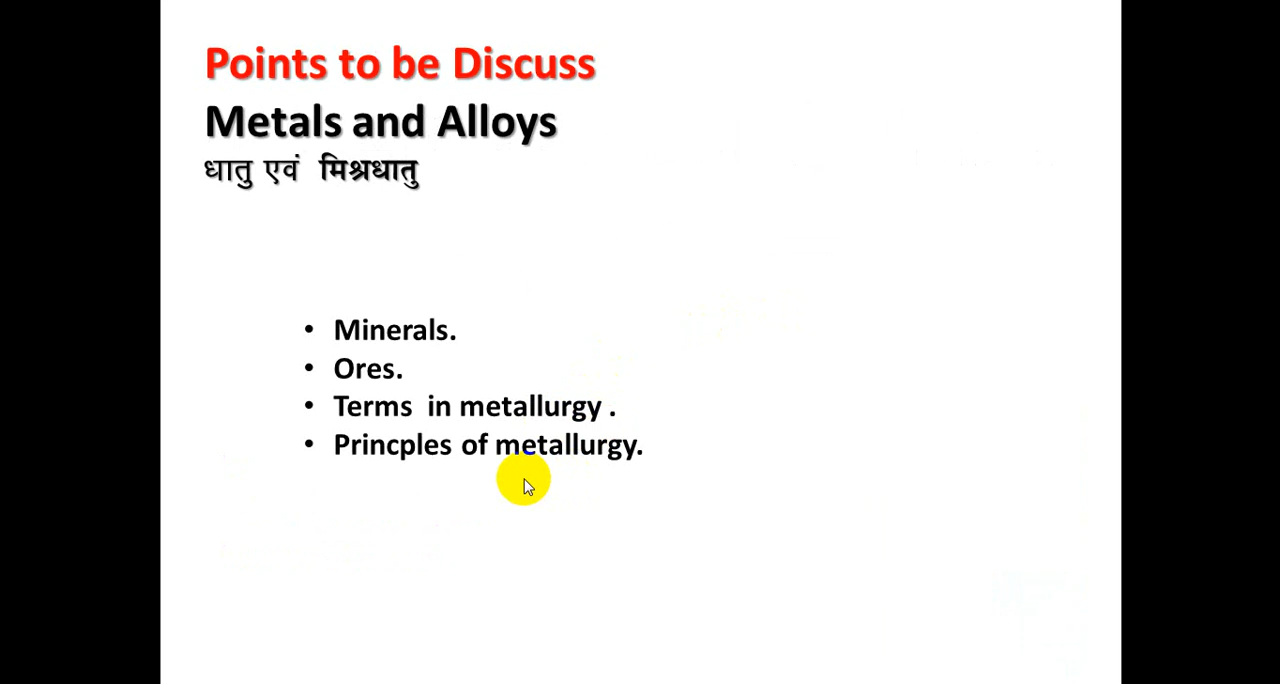 Points to be Discuss
Metals and Alloys
धातु एवं मिश्रधातु
• Minerals.
• Ores.
• Terms in metallurgy .
• Princples of metallurgy.